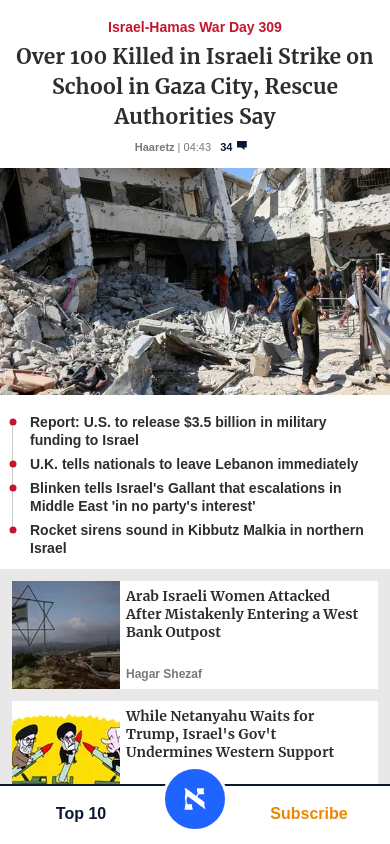 Israel-Hamas War Day 309
Over 100 Killed in Israeli Strike on
School in Gaza City, Rescue
Authorities Say
Haaretz | 04:43 34
Report: U.S. to release $3.5 billion in military
funding to Israel
U.K. tells nationals to leave Lebanon immediately
Blinken tells Israel's Gallant that escalations in
Middle East 'in no party's interest'
Rocket sirens sound in Kibbutz Malkia in northern
Israel
Arab Israeli Women Attacked
After Mistakenly Entering a West
Bank Outpost
Hagar Shezaf
While Netanyahu Waits for
Trump, Israel's Gov't
Undermines Western Support
Top 10
Subscribe